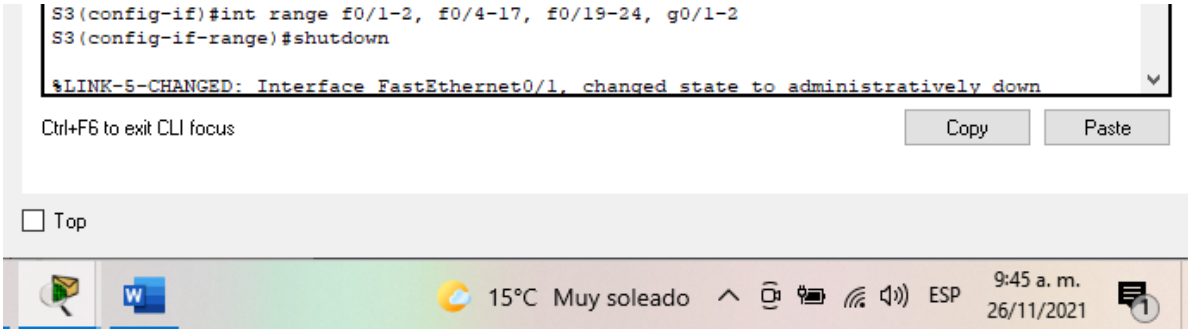 S3(config-if)#int range f0/1-2, f0/4-17, f0/19-24, g0/1-2
S3(config-if-range)#shutdown
%LINK-5-CHANGED: Interface FastEthernet0/1, changed state to administratively down
Ctrl+F6 to exit CLI focus
Copy
Paste
Top
W
15°C Muy soleado
ESP
9:45 a. m.
26/11/2021
1